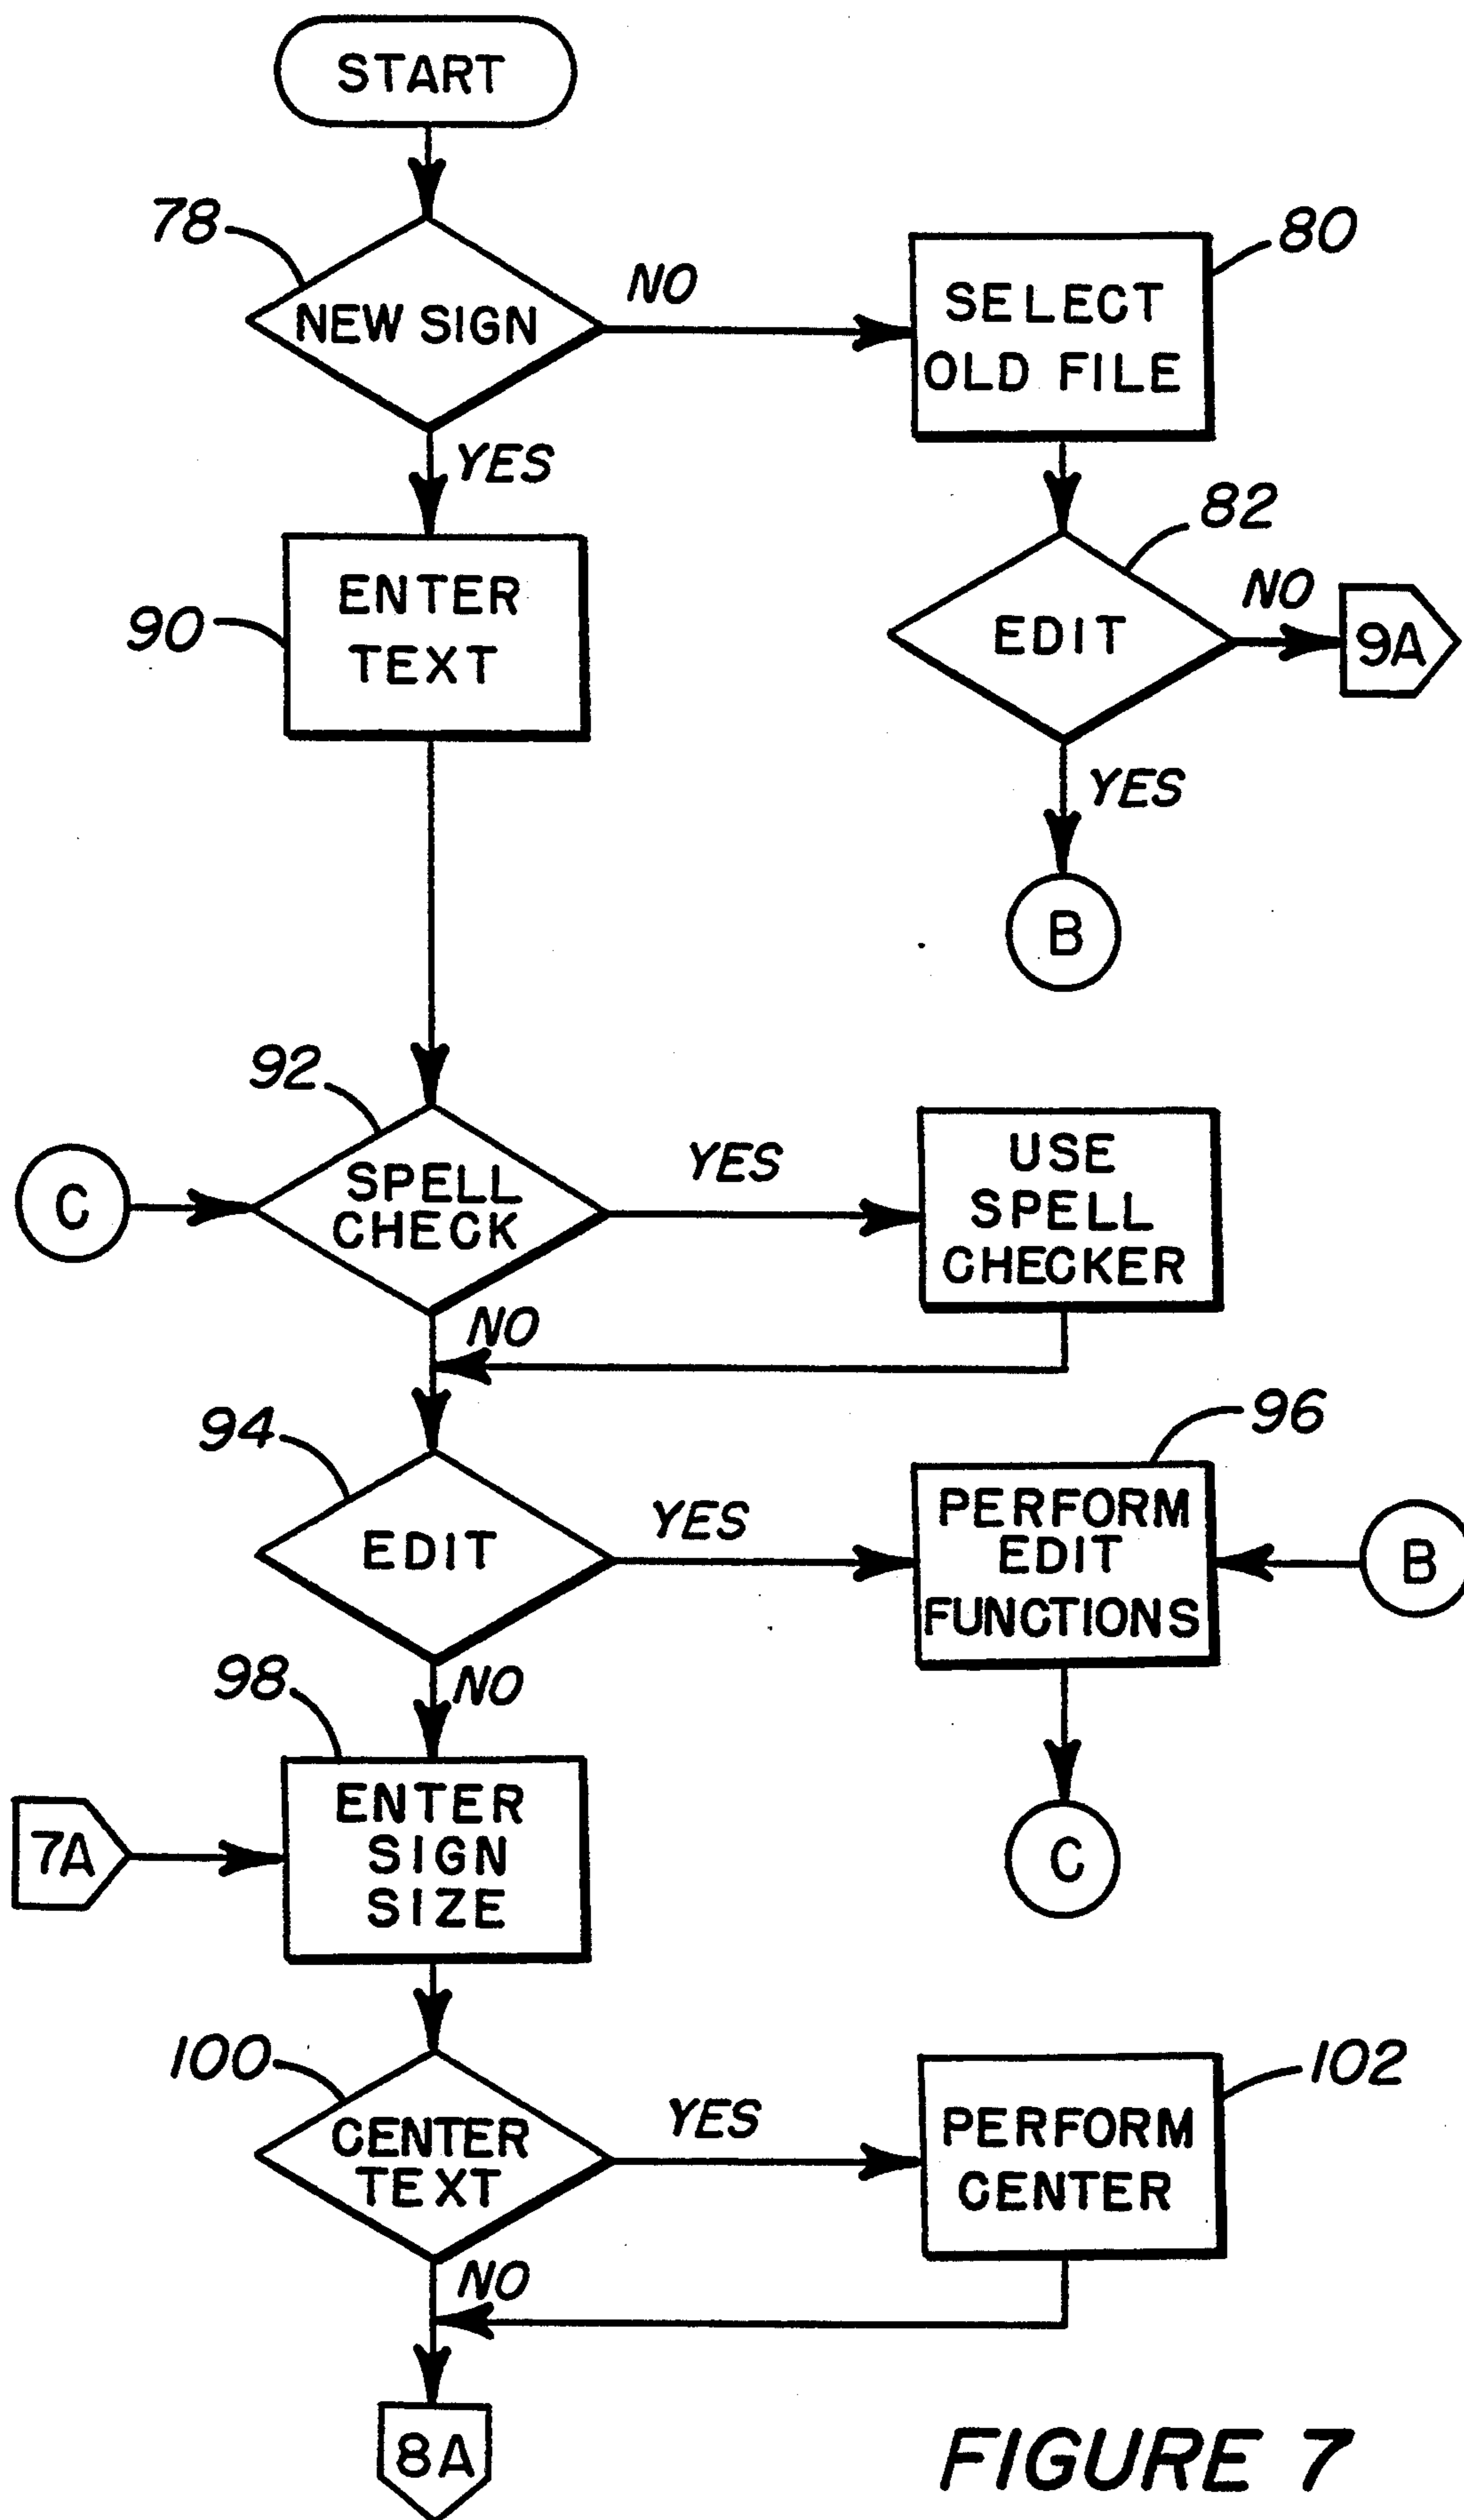 START
78
NEW SIGN
NO
80
SELECT
OLD FILE
YES
82
90
ENTER
TEXT
EDIT
NO
9A
YES
B
92
C
SPELL
CHECK
YES
USE
SPELL
CHECKER
NO
94
EDIT
YES
96
PERFORM
EDIT
FUNCTIONS
B
98
NO
7A
ENTER
SIGN
SIZE
C
100
CENTER
TEXT
YES
102
PERFORM
CENTER
NO
8A
FIGURE 7